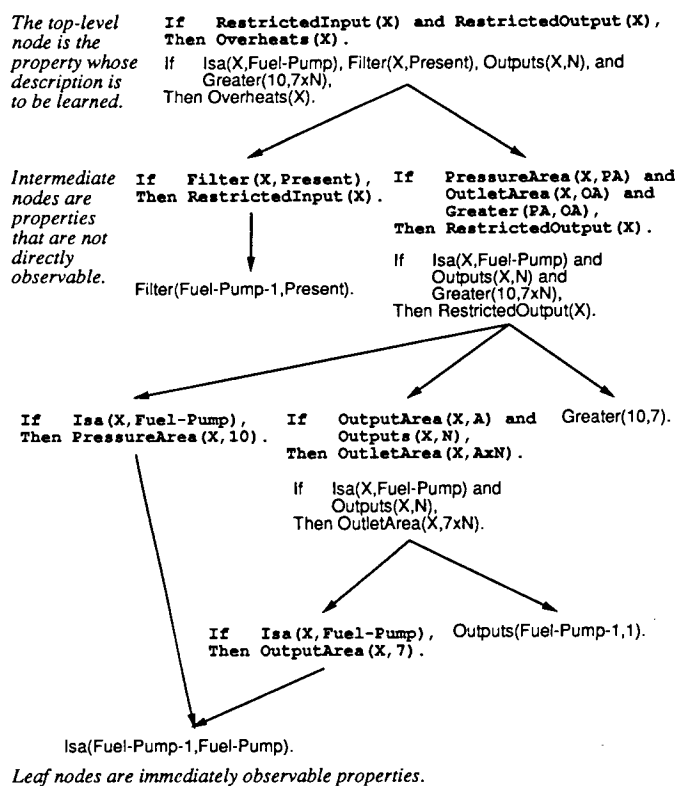 The top-level
node is the
property whose
description is
to be learned.
If RestrictedInput(X) and RestrictedOutput(X),
Then Overheats(X).
If Isa(X,Fuel-Pump), Filter(X,Present), Outputs(X,N), and
Greater(10,7xN),
Then Overheats(X).
Intermediate
nodes are
properties
that are not
directly
observable.
If Filter(X,Present),
Then RestrictedInput(X).
Filter(Fuel-Pump-1,Present).
If PressureArea(X,PA) and
OutletArea(X,OA) and
Greater(PA,OA),
Then RestrictedOutput(X).
If Isa(X,Fuel-Pump) and
Outputs(X,N) and
Greater(10,7xN),
Then RestrictedOutput(X).
If Isa(X,Fuel-Pump),
Then PressureArea(X,10).
If OutputArea(X,A) and
Outputs(X,N),
Then OutletArea(X,AxN).
If Isa(X,Fuel-Pump) and
Outputs(X,N),
Then OutletArea(X,7xN).
Greater(10,7).
If Isa(X,Fuel-Pump),
Then OutputArea(X,7).
Outputs(Fuel-Pump-1,1).
Isa(Fuel-Pump-1,Fuel-Pump).
Leaf nodes are immediately observable properties.